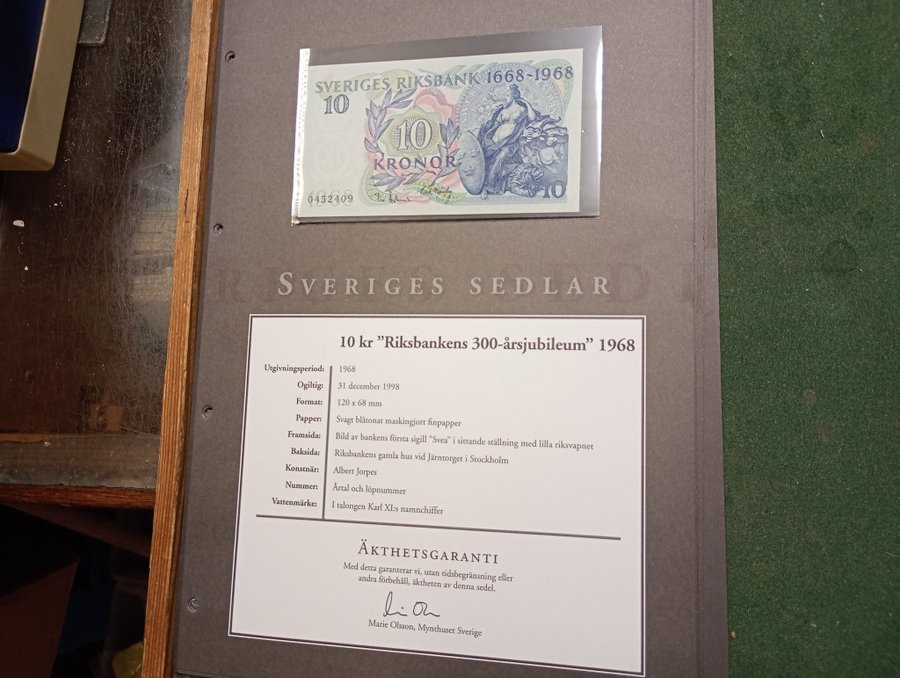 SVERIGES RIKSBANK 1668-1968
10
10
KRONOR
1968
0452409
10
SVERIGES SEDLAR
10 kr ”Riksbankens 300-årsjubileum” 1968
Utgivningsperiod: 1968
Ogiltig: 31 december 1998
Format: 120 x 68 mm
Papper: Svagt blåtonat maskingjort finpapper
Framsida: Bild av bankens första sigill "Svea" i sittande ställning med lilla riksvapnet
Baksida: Riksbankens gamla hus vid Järntorget i Stockholm
Konstnär: Albert Jorpes
Nummer: Årtal och löpnummer
Vattenmärke: I talongen Karl XI:s namnchiffer
ÄKTHETSGARANTI
Med detta garanterar vi, utan tidsbegränsning eller
andra förbehåll, äktheten av denna sedel.
Marie Olsson, Mynthuset Sverige